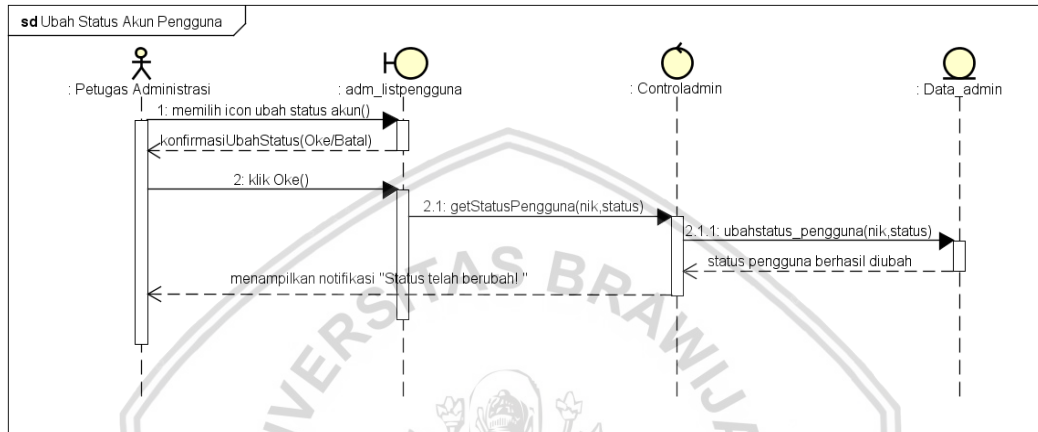 sd Ubah Status Akun Pengguna
: Petugas Administrasi
: adm_listpengguna
: Controladmin
: Data_admin
1: memilih icon ubah status akun()
konfirmasiUbahStatus(Oke/Batal)
2: klik Oke()
2.1: getStatusPengguna(nik,status)
2.1.1: ubahstatus_pengguna(nik,status)
status pengguna berhasil diubah
menampilkan notifikasi "Status telah berubah! "
VERSITAS BRAWIJA